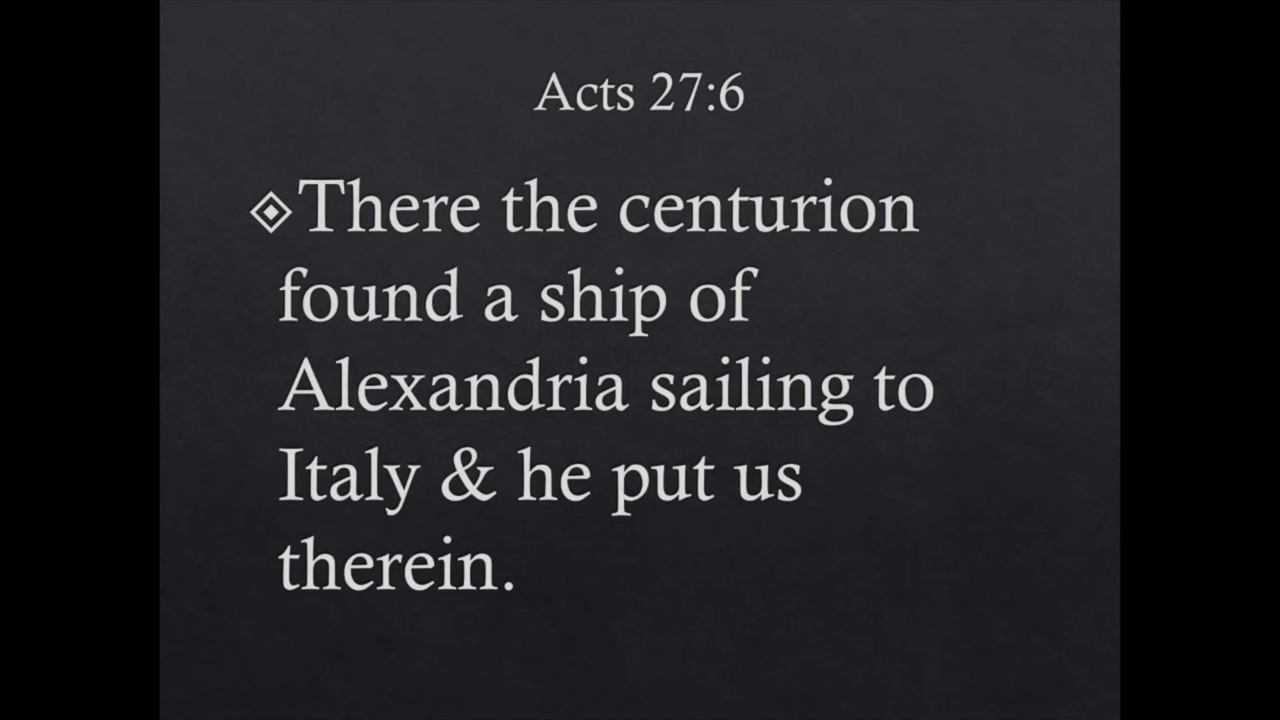 Acts 27:6
There the centurion
found a ship of
Alexandria sailing to
Italy & he put us
therein.